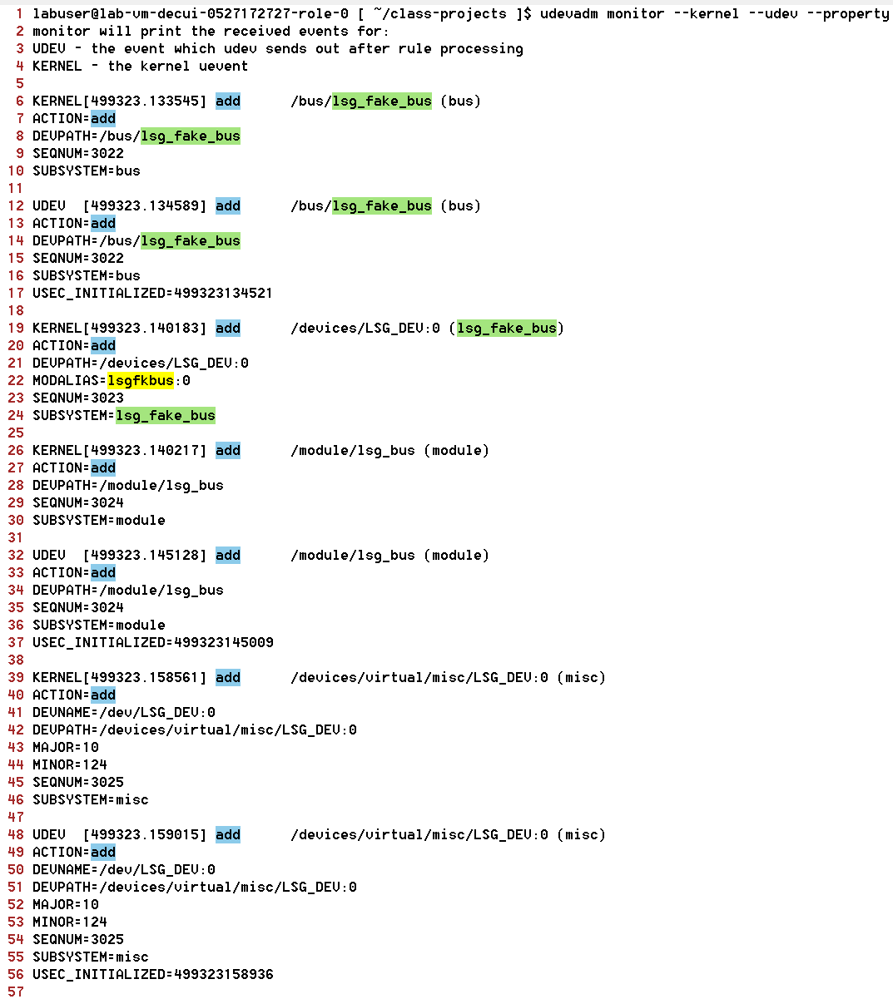 1 labuser@lab-vm-decui-0527172727-role-0 [ ~/class-projects ]$ udevadm monitor --kernel --udev --property
2 monitor will print the received events for:
3 UDEV - the event which udev sends out after rule processing
4 KERNEL - the kernel uevent
5
6 KERNEL[499323.133545] add      /bus/lsg_fake_bus (bus)
7 ACTION=add
8 DEVPATH=/bus/lsg_fake_bus
9 SEQNUM=3022
10 SUBSYSTEM=bus
11
12 UDEV  [499323.134589] add      /bus/lsg_fake_bus (bus)
13 ACTION=add
14 DEVPATH=/bus/lsg_fake_bus
15 SEQNUM=3022
16 SUBSYSTEM=bus
17 USEC_INITIALIZED=499323134521
18
19 KERNEL[499323.140183] add      /devices/LSG_DEV:0 (lsg_fake_bus)
20 ACTION=add
21 DEVPATH=/devices/LSG_DEV:0
22 MODALIAS=lsgfkbus:0
23 SEQNUM=3023
24 SUBSYSTEM=lsg_fake_bus
25
26 KERNEL[499323.140217] add      /module/lsg_bus (module)
27 ACTION=add
28 DEVPATH=/module/lsg_bus
29 SEQNUM=3024
30 SUBSYSTEM=module
31
32 UDEV  [499323.145128] add      /module/lsg_bus (module)
33 ACTION=add
34 DEVPATH=/module/lsg_bus
35 SEQNUM=3024
36 SUBSYSTEM=module
37 USEC_INITIALIZED=499323145009
38
39 KERNEL[499323.158561] add      /devices/virtual/misc/LSG_DEV:0 (misc)
40 ACTION=add
41 DEVNAME=/dev/LSG_DEV:0
42 DEVPATH=/devices/virtual/misc/LSG_DEV:0
43 MAJOR=10
44 MINOR=124
45 SEQNUM=3025
46 SUBSYSTEM=misc
47
48 UDEV  [499323.159015] add      /devices/virtual/misc/LSG_DEV:0 (misc)
49 ACTION=add
50 DEVNAME=/dev/LSG_DEV:0
51 DEVPATH=/devices/virtual/misc/LSG_DEV:0
52 MAJOR=10
53 MINOR=124
54 SEQNUM=3025
55 SUBSYSTEM=misc
56 USEC_INITIALIZED=499323158936
57